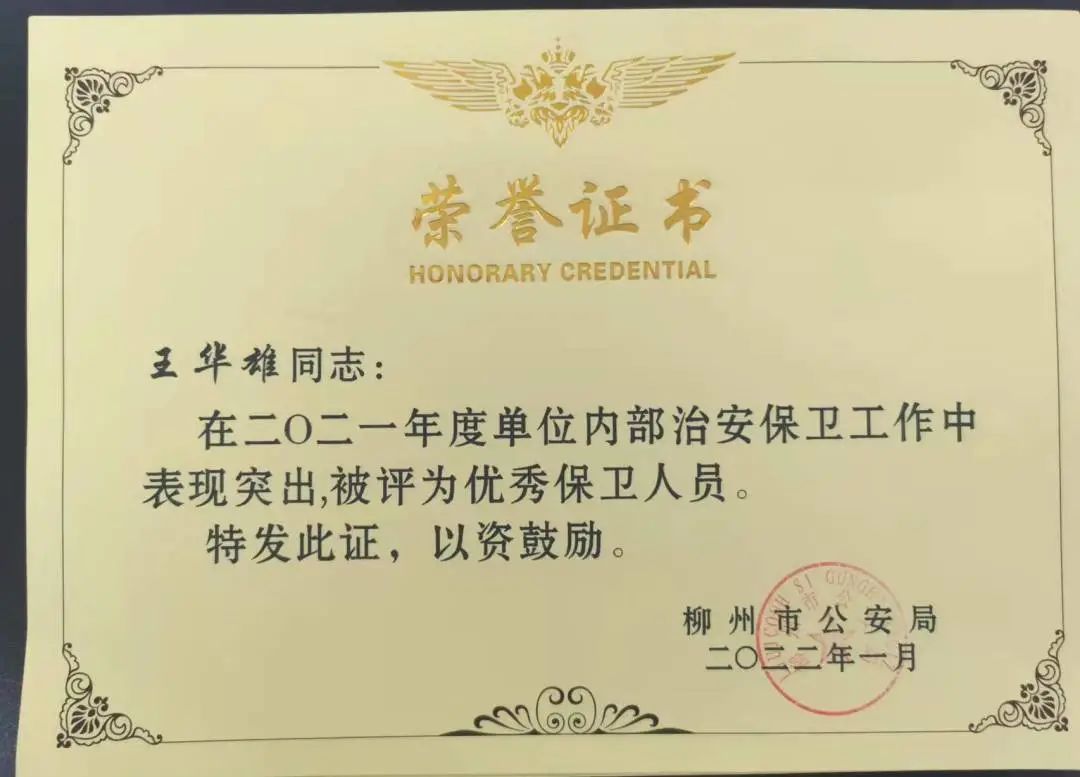 荣誉证书
HONORARY CREDENTIAL
王华雄同志：
在二〇二一年度单位内部治安保卫工作中
表现突出,被评为优秀保卫人员。
特发此证，以资鼓励。
柳州市公安局
二〇二二年一月